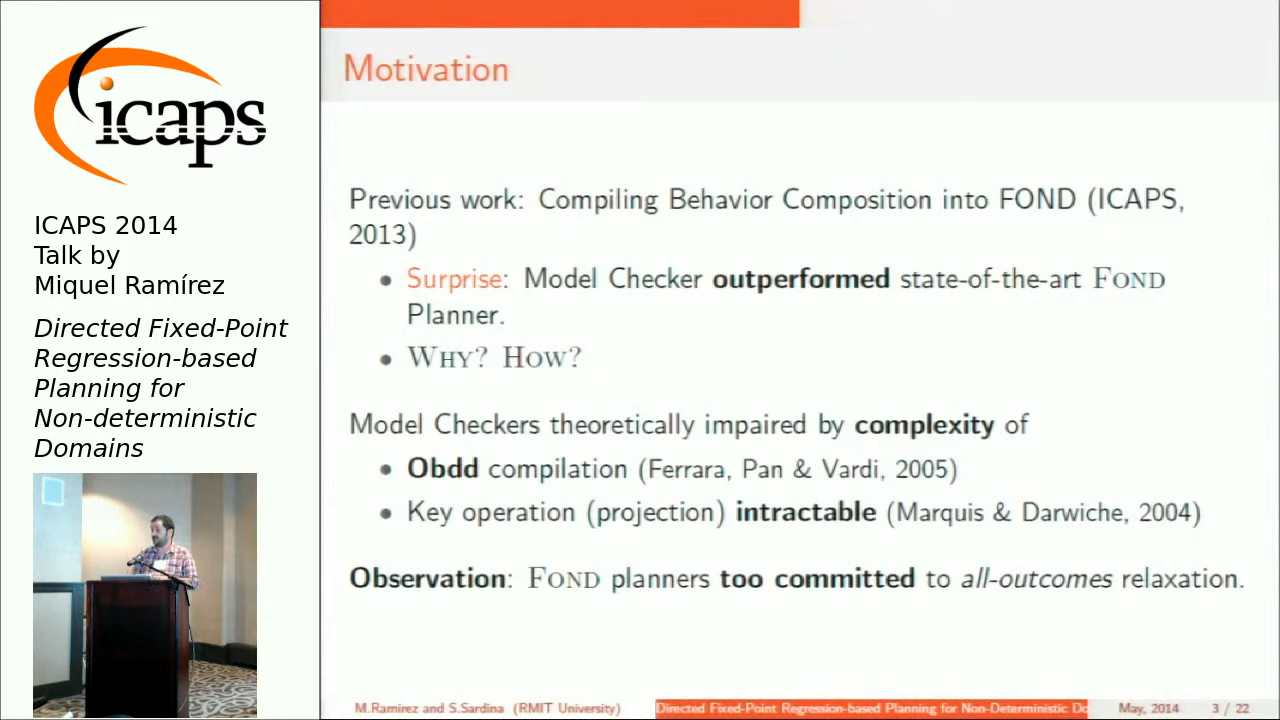 icaps
ICAPS 2014
Talk by
Miquel Ramírez
Directed Fixed-Point
Regression-based
Planning for
Non-deterministic
Domains
Motivation
Previous work: Compiling Behavior Composition into FOND (ICAPS,
2013)
• Surprise: Model Checker outperformed state-of-the-art FOND
Planner.
• WHY? HOW?
Model Checkers theoretically impaired by complexity of
• Obdd compilation (Ferrara, Pan & Vardi, 2005)
• Key operation (projection) intractable (Marquis & Darwiche, 2004)
Observation: FOND planners too committed to all-outcomes relaxation.
M.Ramirez and S.Sardina (RMIT University) Directed Fixed-Point Regression-based Planning for Non-Deterministic Do May, 2014 3 / 22